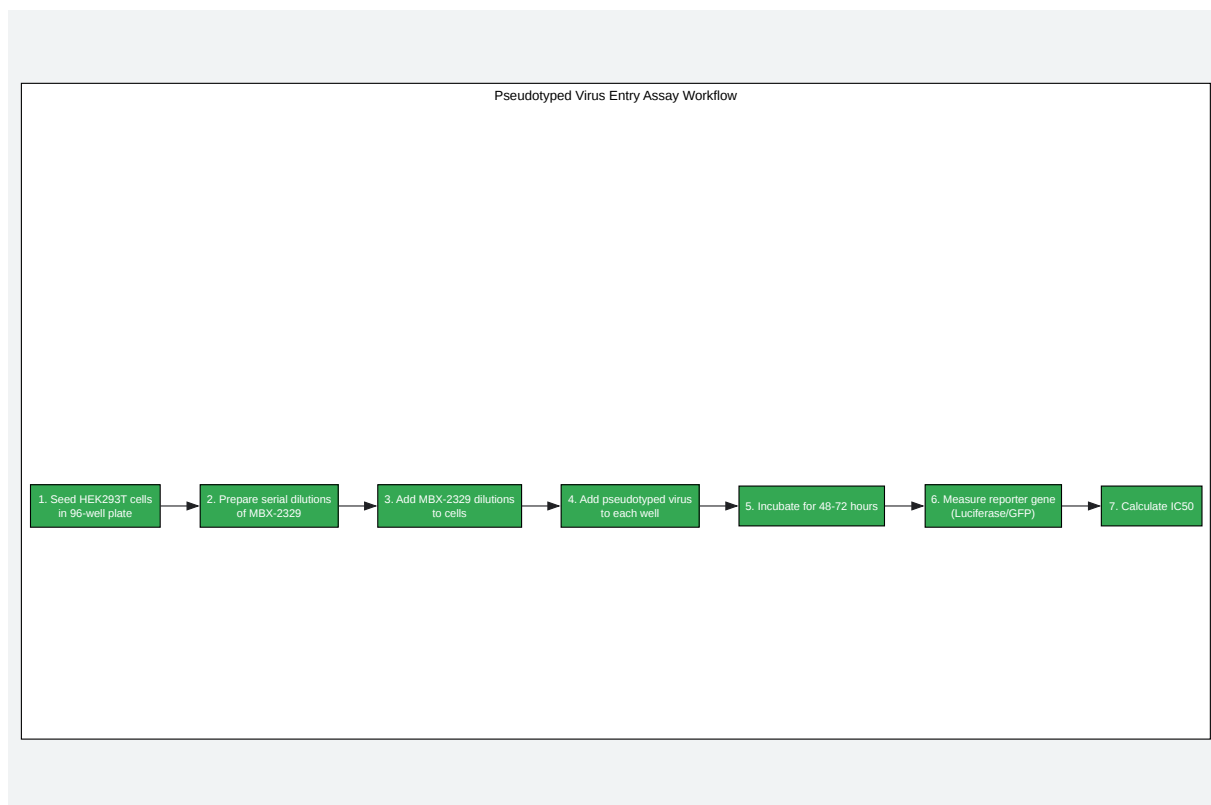 Pseudotyped Virus Entry Assay Workflow
1. Seed HEK293T cells
in 96-well plate
2. Prepare serial dilutions
of MBX-2329
3. Add MBX-2329 dilutions
to cells
4. Add pseudotyped virus
to each well
5. Incubate for 48-72 hours
6. Measure reporter gene
(Luciferase/GFP)
7. Calculate IC50